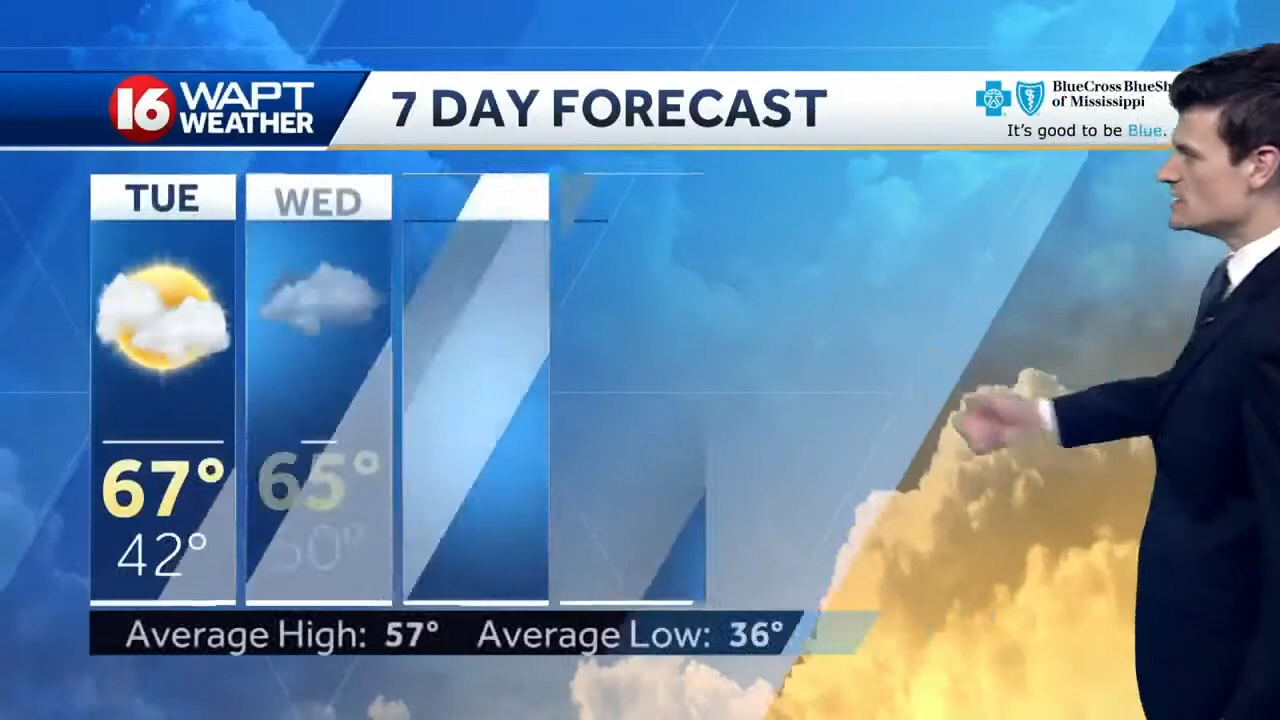 16 WAPT
WEATHER
7 DAY FORECAST
BlueCross BlueSh
of Mississippi
It's good to be Blue.
TUE
WED
67°
65°
42°
50°
Average High: 57° Average Low: 36°